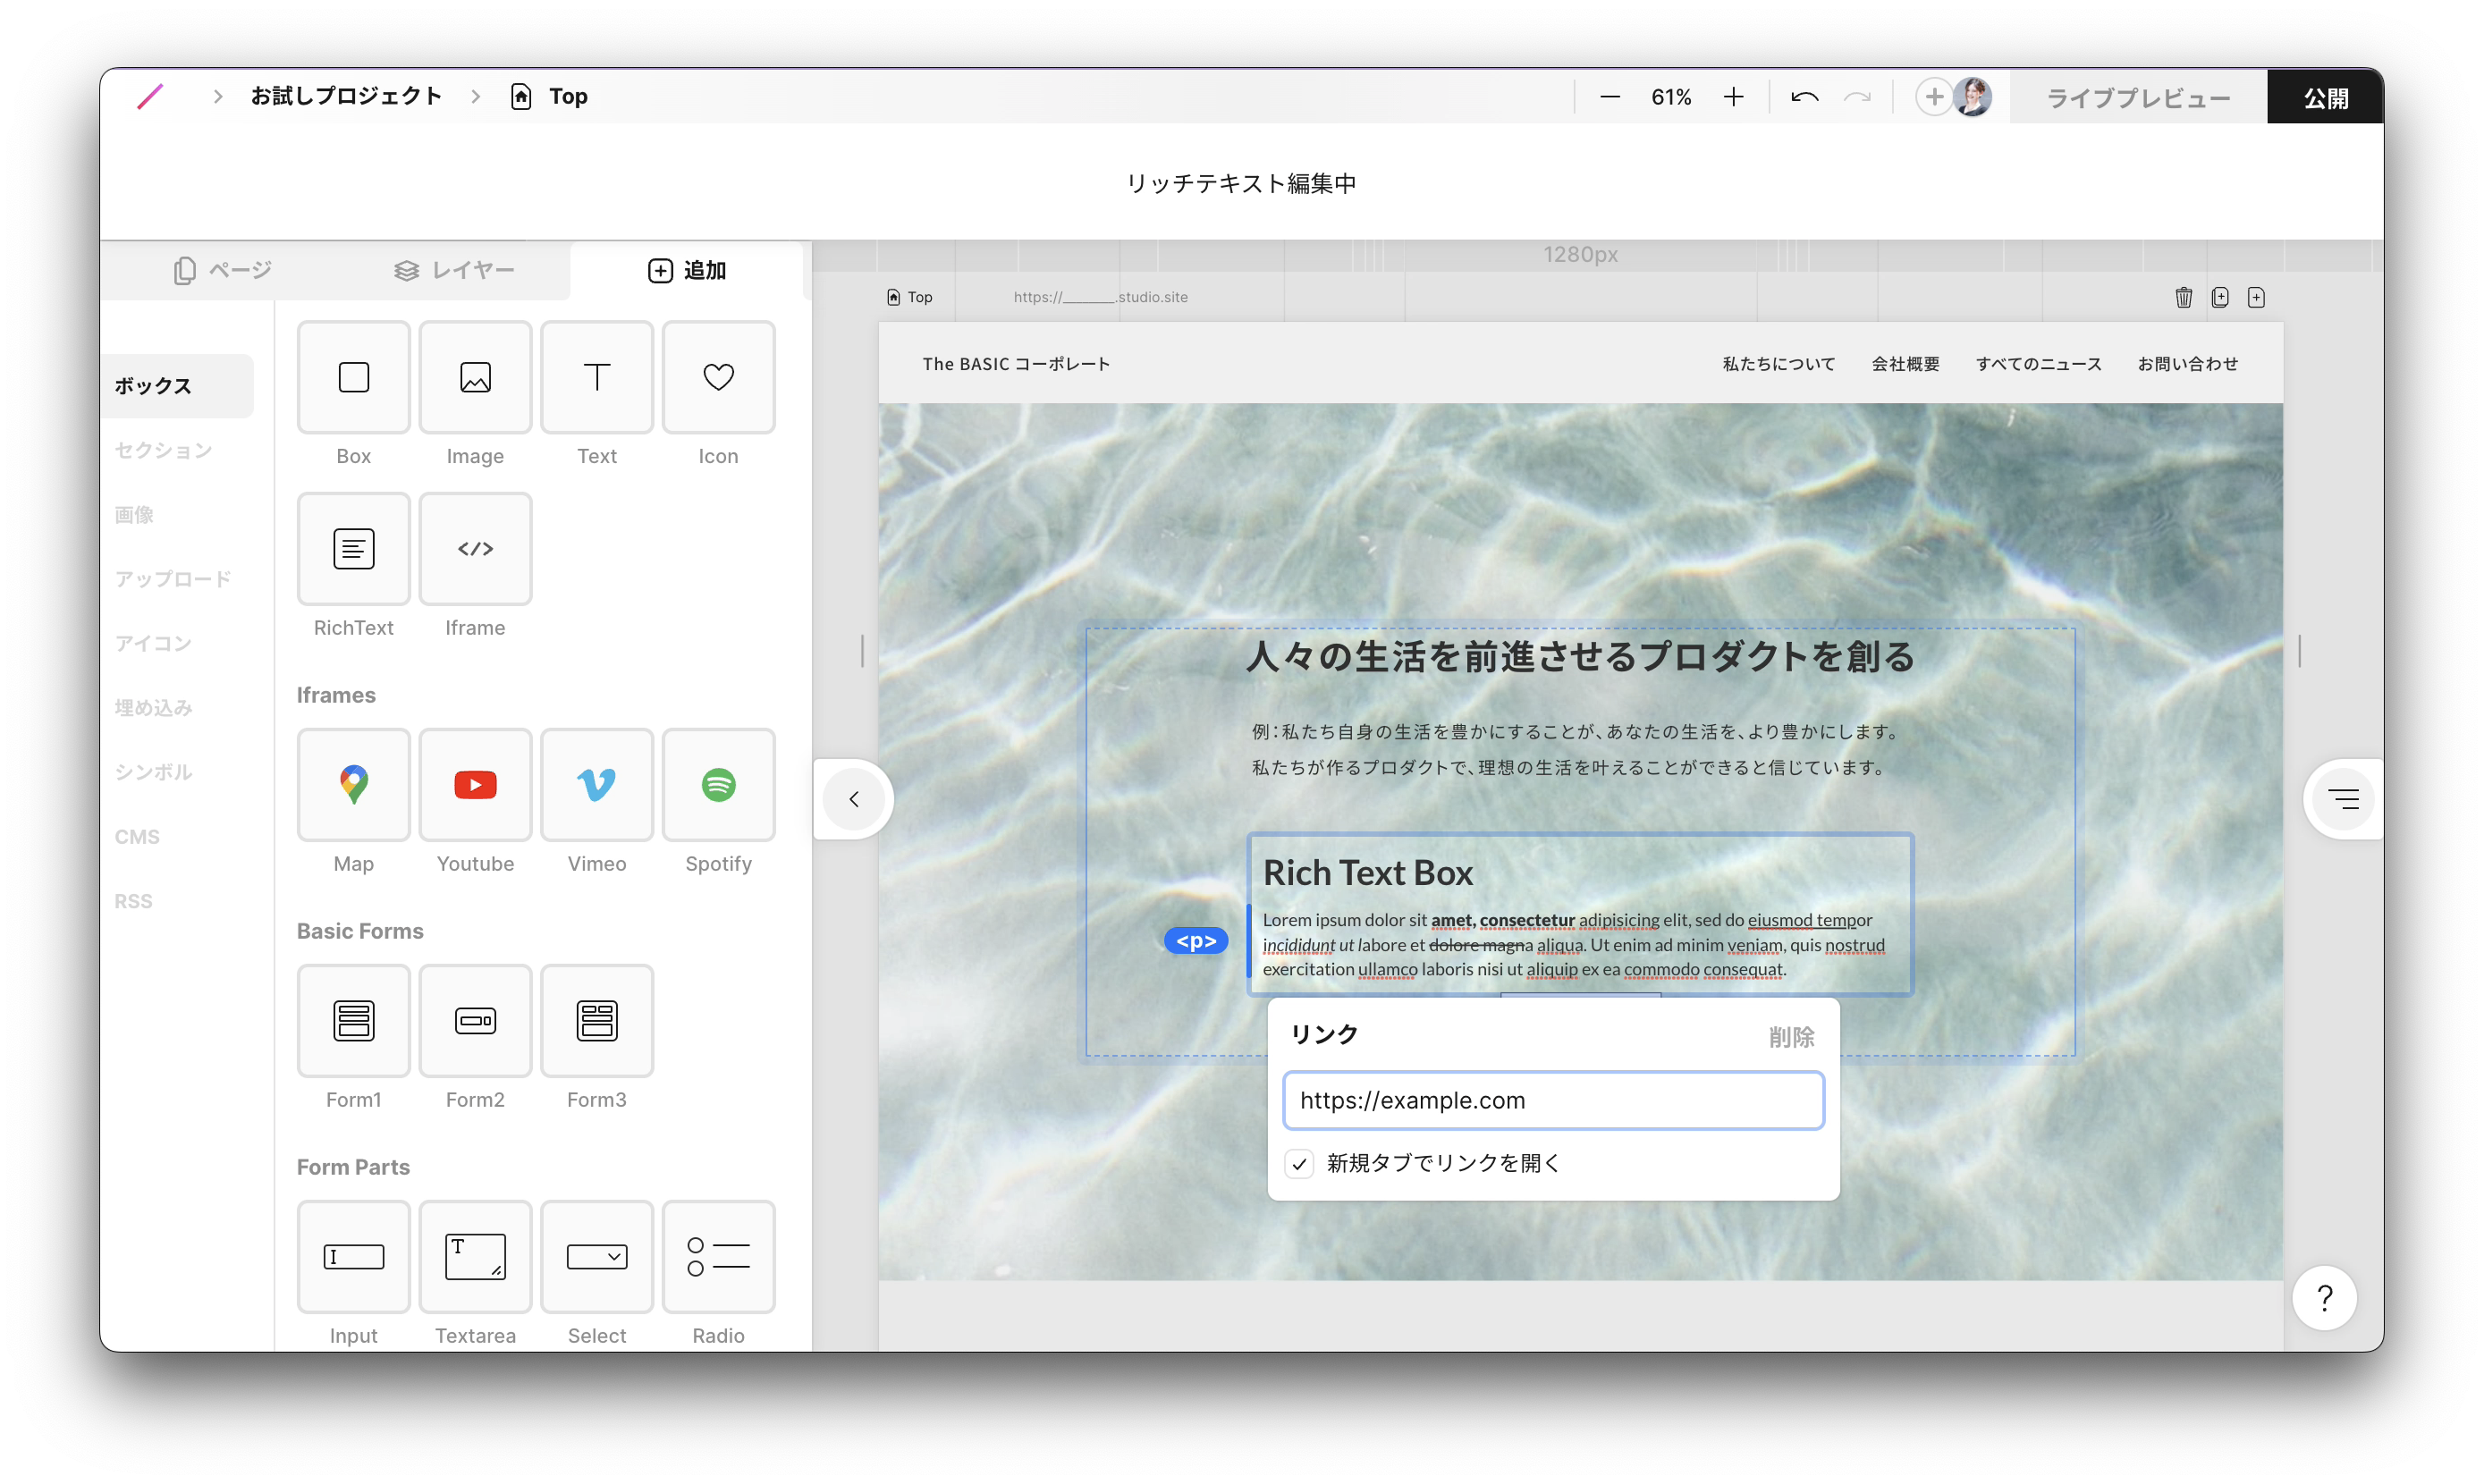 お試しプロジェクト
Top
61%
ライブプレビュー
公開
リッチテキスト編集中
ページ
レイヤー
追加
ボックス
セクション
画像
アップロード
アイコン
埋め込み
シンボル
CMS
RSS
Box
Image
Text
Icon
RichText
Iframe
Iframes
Map
Youtube
Vimeo
Spotify
Basic Forms
Form1
Form2
Form3
Form Parts
Input
Textarea
Select
Radio
1280px
Top
https://_______.studio.site
The BASIC コーポレート
私たちについて
会社概要
すべてのニュース
お問い合わせ
人々の生活を前進させるプロダクトを創る
例：私たち自身の生活を豊かにすることが、あなたの生活を、より豊かにします。
私たちが作るプロダクトで、理想の生活を叶えることができると信じています。
Rich Text Box
<p>
Lorem ipsum dolor sit amet, consectetur adipisicing elit, sed do eiusmod tempor
incididunt ut labore et dolore magna aliqua. Ut enim ad minim veniam, quis nostrud
exercitation ullamco laboris nisi ut aliquip ex ea commodo consequat.
リンク
削除
https://example.com
新規タブでリンクを開く
?